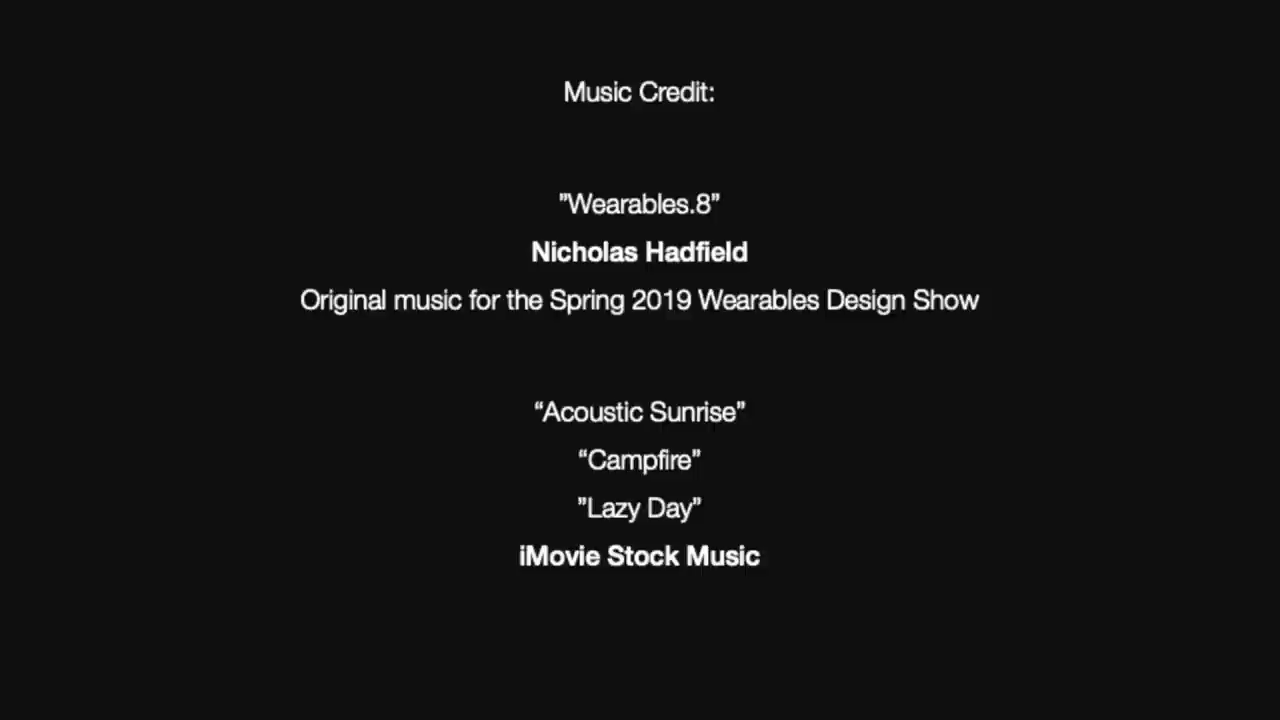 Music Credit:
”Wearables.8”
Nicholas Hadfield
Original music for the Spring 2019 Wearables Design Show
“Acoustic Sunrise”
“Campfire”
”Lazy Day”
iMovie Stock Music